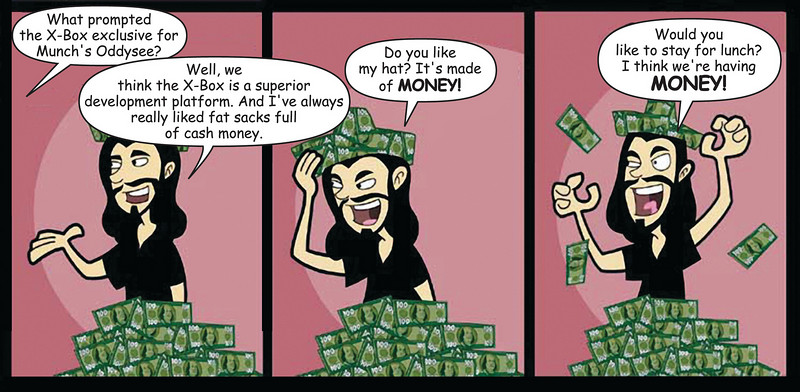 What prompted
the X-Box exclusive for
Munch's Oddysee?
Well, we
think the X-Box is a superior
development platform. And I've always
really liked fat sacks full
of cash money.
Do you like
my hat? It's made
of MONEY!
Would you
like to stay for lunch?
I think we're having
MONEY!